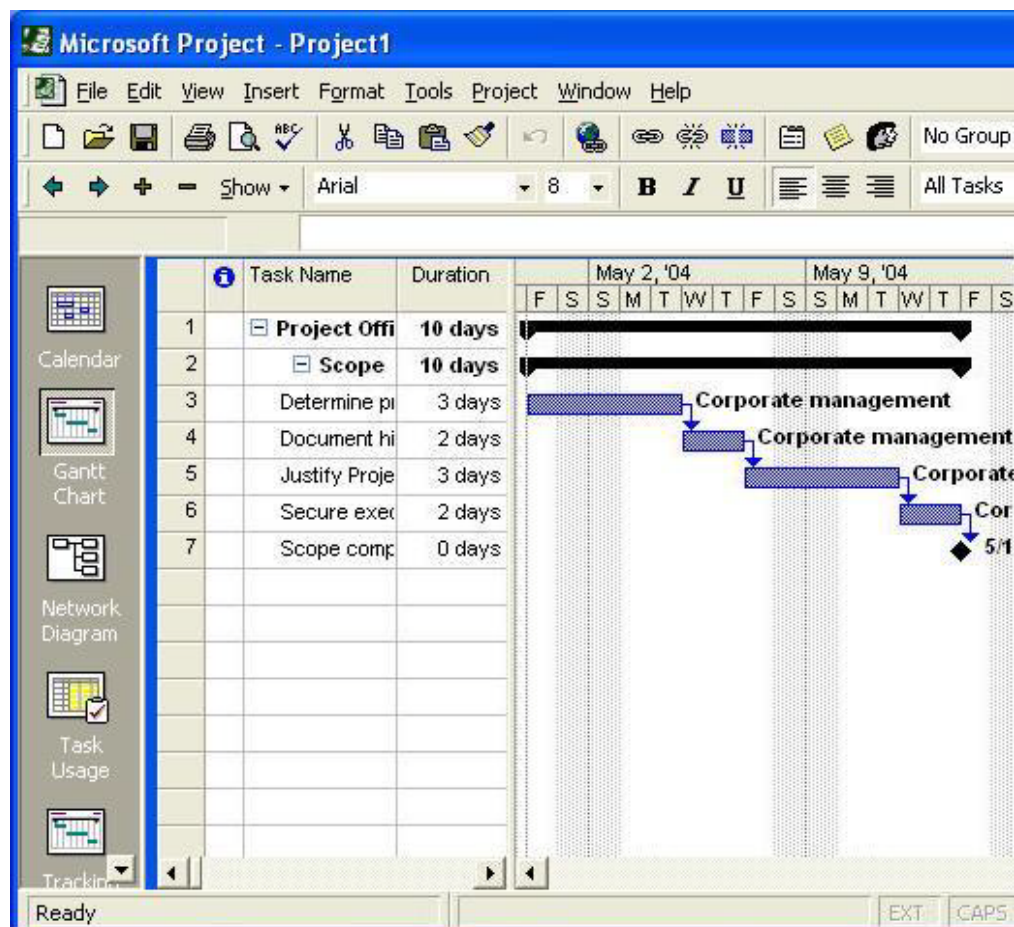 Microsoft Project - Project1
File Edit View Insert Format Tools Project Window Help
ABC No Group
Show Arial 8 B I U All Tasks
Task Name Duration May 2, '04 May 9, '04
F S S M T W T F S S M T W T F S
1 Project Offi 10 days
Calendar
2 Scope 10 days
3 Determine pr 3 days Corporate management
4 Document hi 2 days Corporate management
Gantt Chart
5 Justify Proje 3 days Corporate
6 Secure exec 2 days Cor
7 Scope comp 0 days 5/1
Network
Diagram
Task
Usage
Tracking
Ready EXT CAPS